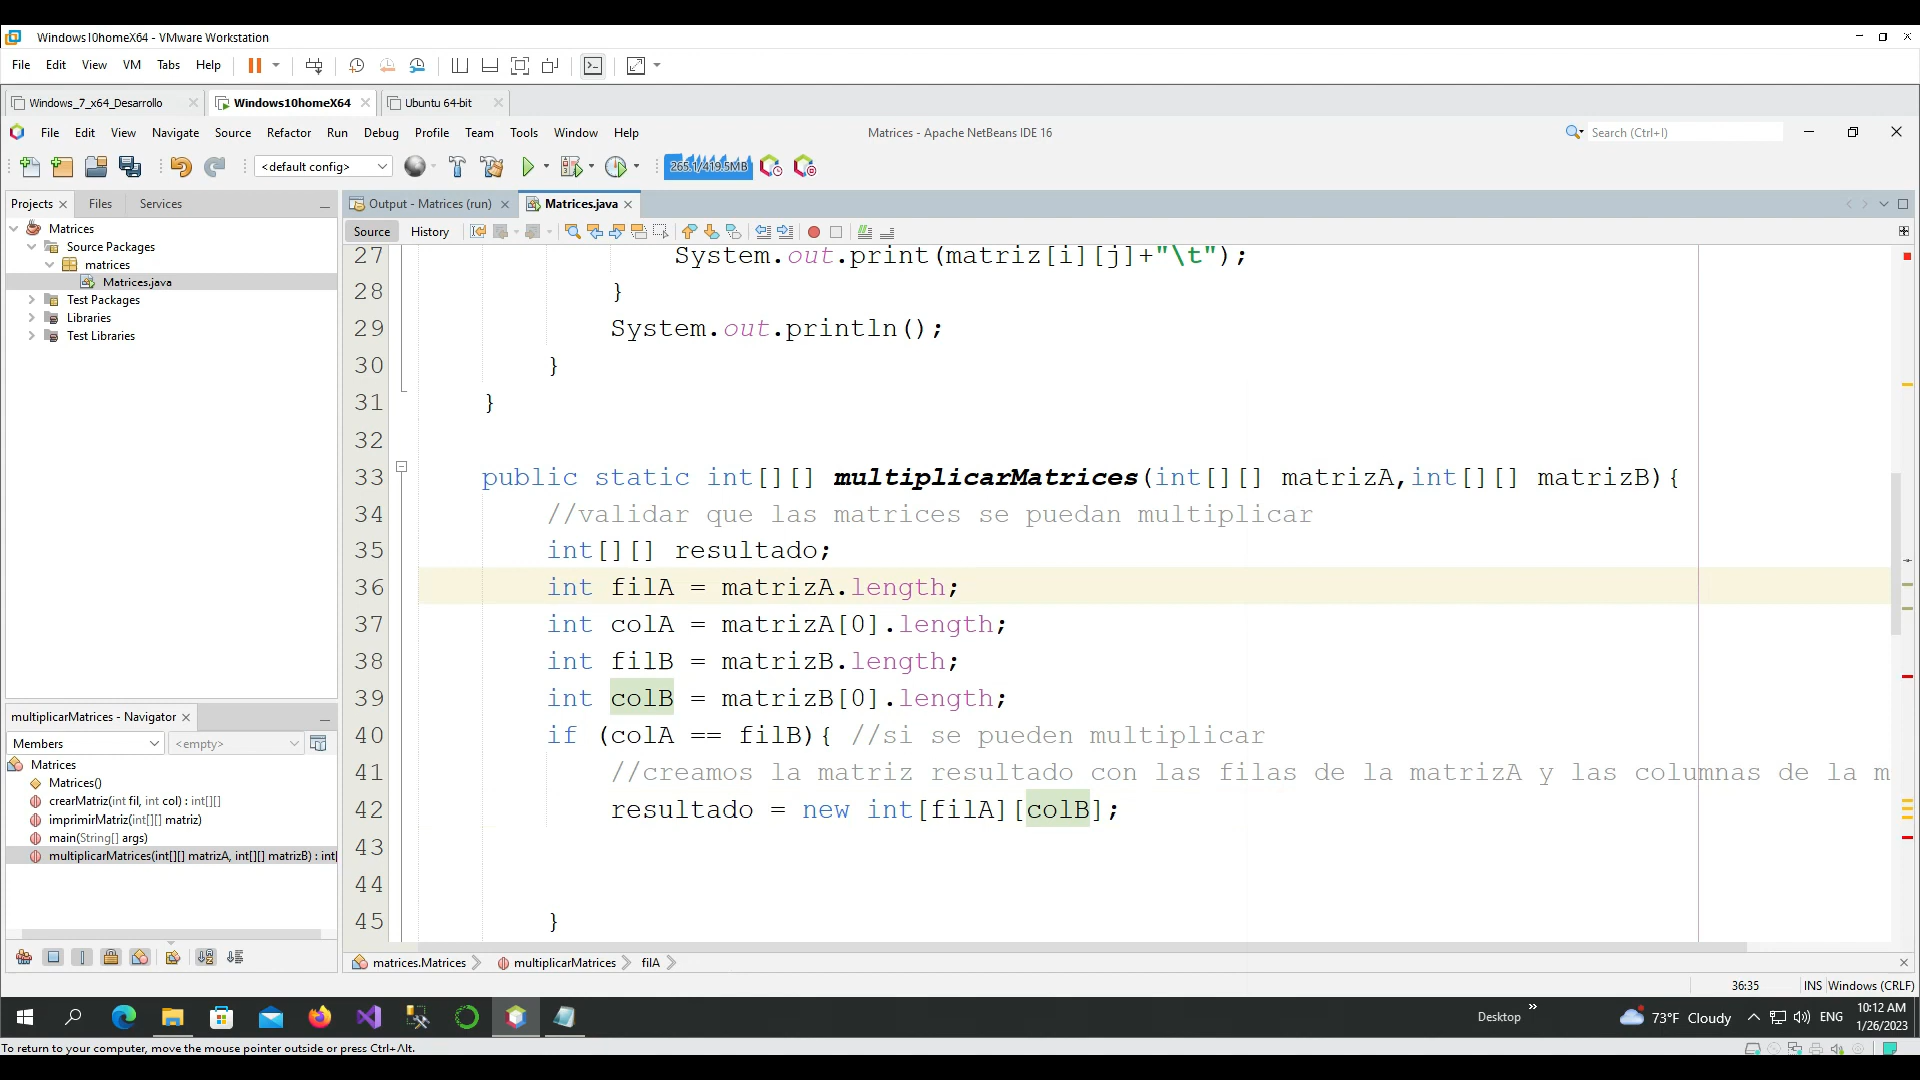 Windows10homeX64 - VMware Workstation
File Edit View VM Tabs Help
Windows_7_x64_Desarrollo Windows10homeX64 Ubuntu 64-bit
File Edit View Navigate Source Refactor Run Debug Profile Team Tools Window Help Matrices - Apache NetBeans IDE 16 Search (Ctrl+I)
<default config> 265.1/419.5MB
Projects Files Services Output - Matrices (run) Matrices.java
Source History
Matrices
Source Packages
matrices
Matrices.java
Test Packages
Libraries
Test Libraries
27 System.out.print(matriz[i][j]+"\t");
28 }
29 System.out.println();
30 }
31 }
32
33 public static int[][] multiplicarMatrices(int[][] matrizA,int[][] matrizB){
34 //validar que las matrices se puedan multiplicar
35 int[][] resultado;
36 int filA = matrizA.length;
37 int colA = matrizA[0].length;
38 int filB = matrizB.length;
39 int colB = matrizB[0].length;
40 if (colA == filB){ //si se pueden multiplicar
41 //creamos la matriz resultado con las filas de la matrizA y las columnas de la m
42 resultado = new int[filA][colB];
43
44
45 }
multiplicarMatrices - Navigator
Members <empty>
Matrices
Matrices()
crearMatriz(int fil, int col) : int[][]
imprimirMatriz(int[][] matriz)
main(String[] args)
multiplicarMatrices(int[][] matrizA, int[][] matrizB) : int[
matrices.Matrices multiplicarMatrices filA
36:35 INS Windows (CRLF)
Desktop 73°F Cloudy ENG 10:12 AM
1/26/2023
To return to your computer, move the mouse pointer outside or press Ctrl+Alt.